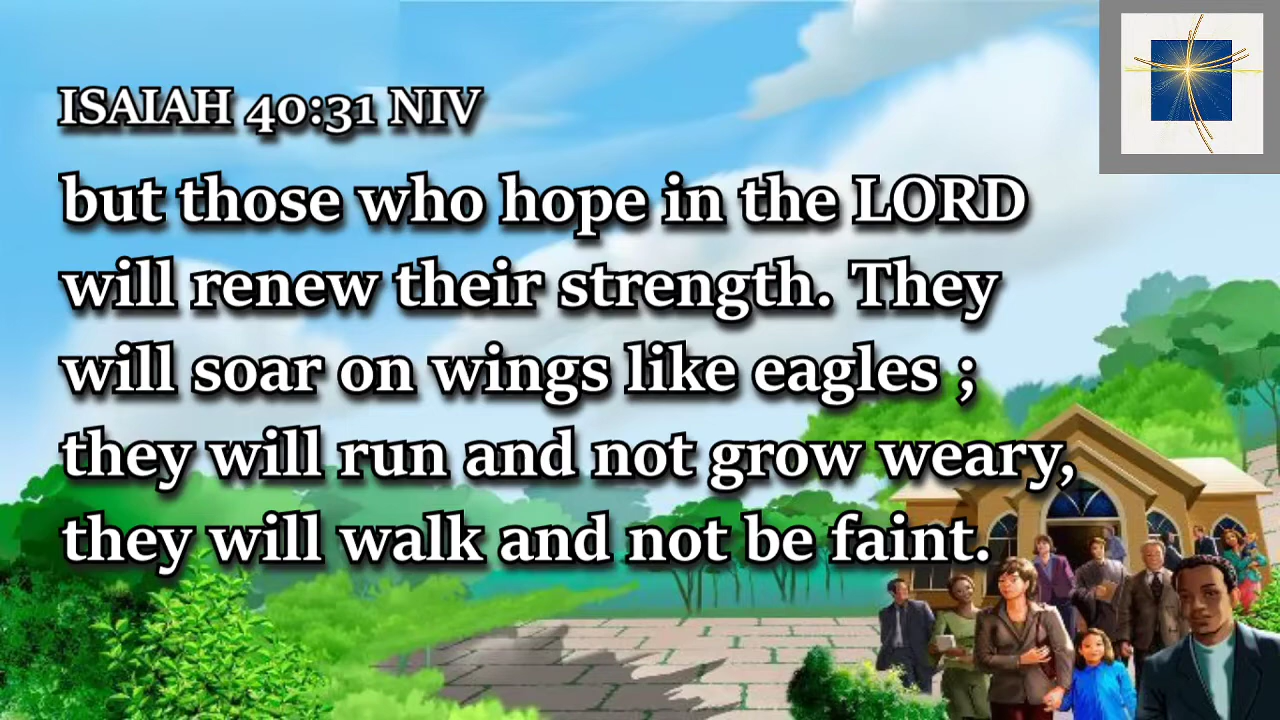 ISAIAH 40:31 NIV
but those who hope in the LORD
will renew their strength. They
will soar on wings like eagles ;
they will run and not grow weary,
they will walk and not be faint.